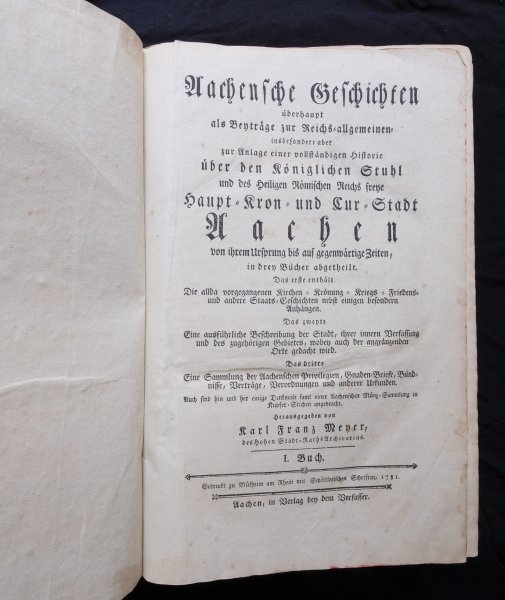 Aachensche Geschichten
überhaupt
als Beyträge zur Reichs-allgemeinen-
insbesondere aber
zur Anlage einer vollständigen Historie
über den Königlichen Stuhl
und des Heiligen Römischen Reichs freye
Haupt-Kron- und Cur-Stadt
Aachen
von ihrem Ursprung bis auf gegenwärtige Zeiten,
in drey Bücher abgetheilt.
Das erste enthält
Die allda vorgegangenen Kirchen- Krönung- Kriegs- Friedens-
und andere Staats-Geschichten nebst einigen besondern
Anhängen.
Das zweyte
Eine ausführliche Beschreibung der Stadt, ihrer innern Verfassung
und des zugehörigen Gebietes, wobey auch der angränzenden
Orte gedacht wird.
Das dritte
Eine Sammlung der Aachenschen Privilegien, Gnaden-Briefe, Bünd-
nisse, Verträge, Verordnungen und anderer Urkunden.
Auch sind hin und her einige Denkmale samt einer Aachenschen Münz-Sammlung in
Kupfer-Stichen angebracht.
Herausgegeben von
Karl Franz Meyer,
des Hohen Stadt-Raths Archivarius.
I. Buch.
Gedruckt zu Mülheim am Rhein mit Schöttlerischen Schriften, 1781.
Aachen, in Verlag bey dem Verfasser.